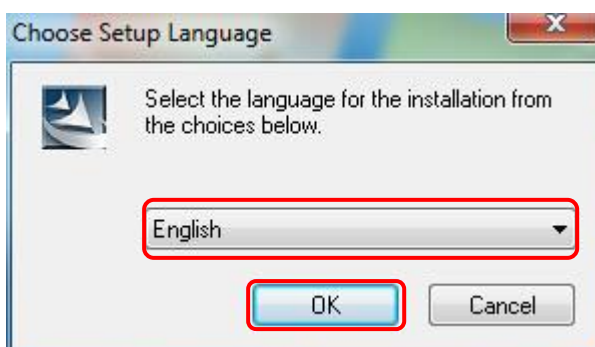 Choose Setup Language
Select the language for the installation from
the choices below.
English
OK
Cancel